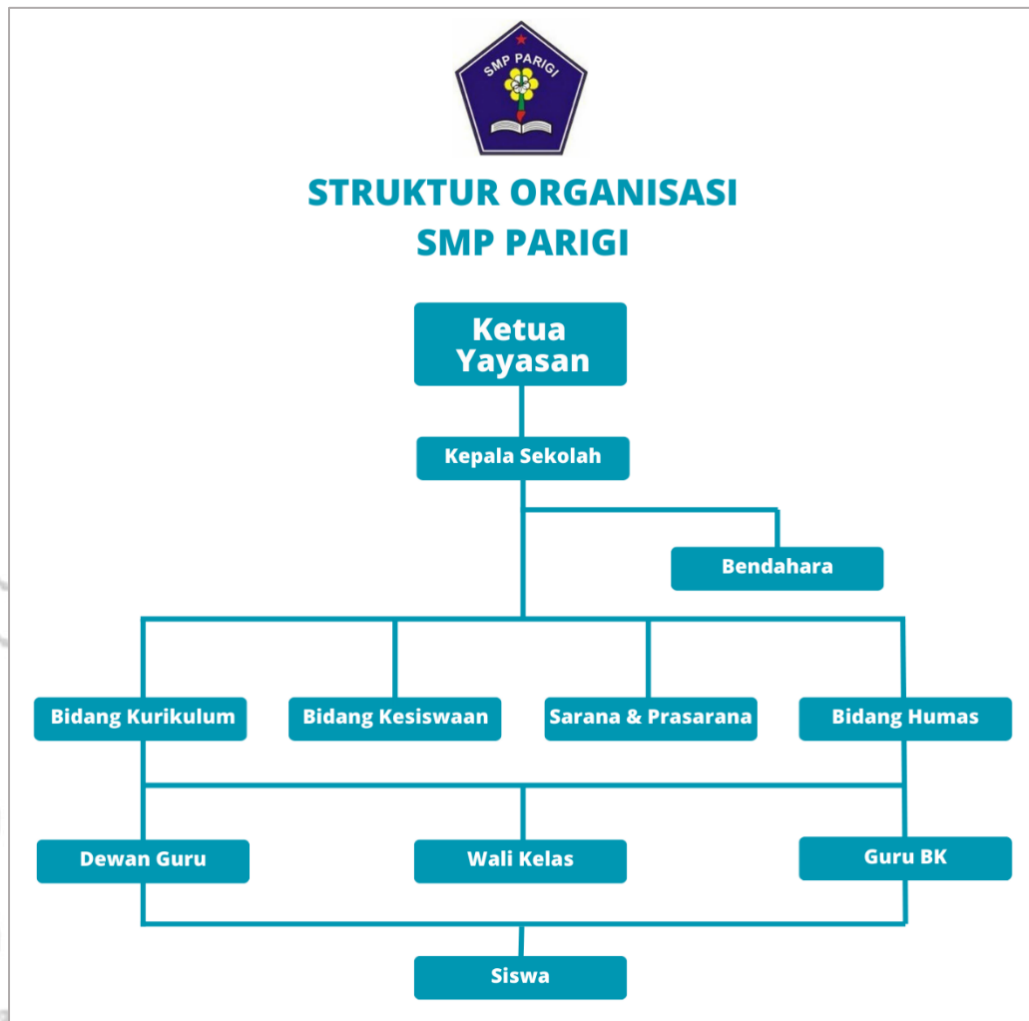 SMP PARIGI
STRUKTUR ORGANISASI
SMP PARIGI
Ketua
Yayasan
Kepala Sekolah
Bendahara
Bidang Kurikulum
Bidang Kesiswaan
Sarana & Prasarana
Bidang Humas
Dewan Guru
Wali Kelas
Guru BK
Siswa